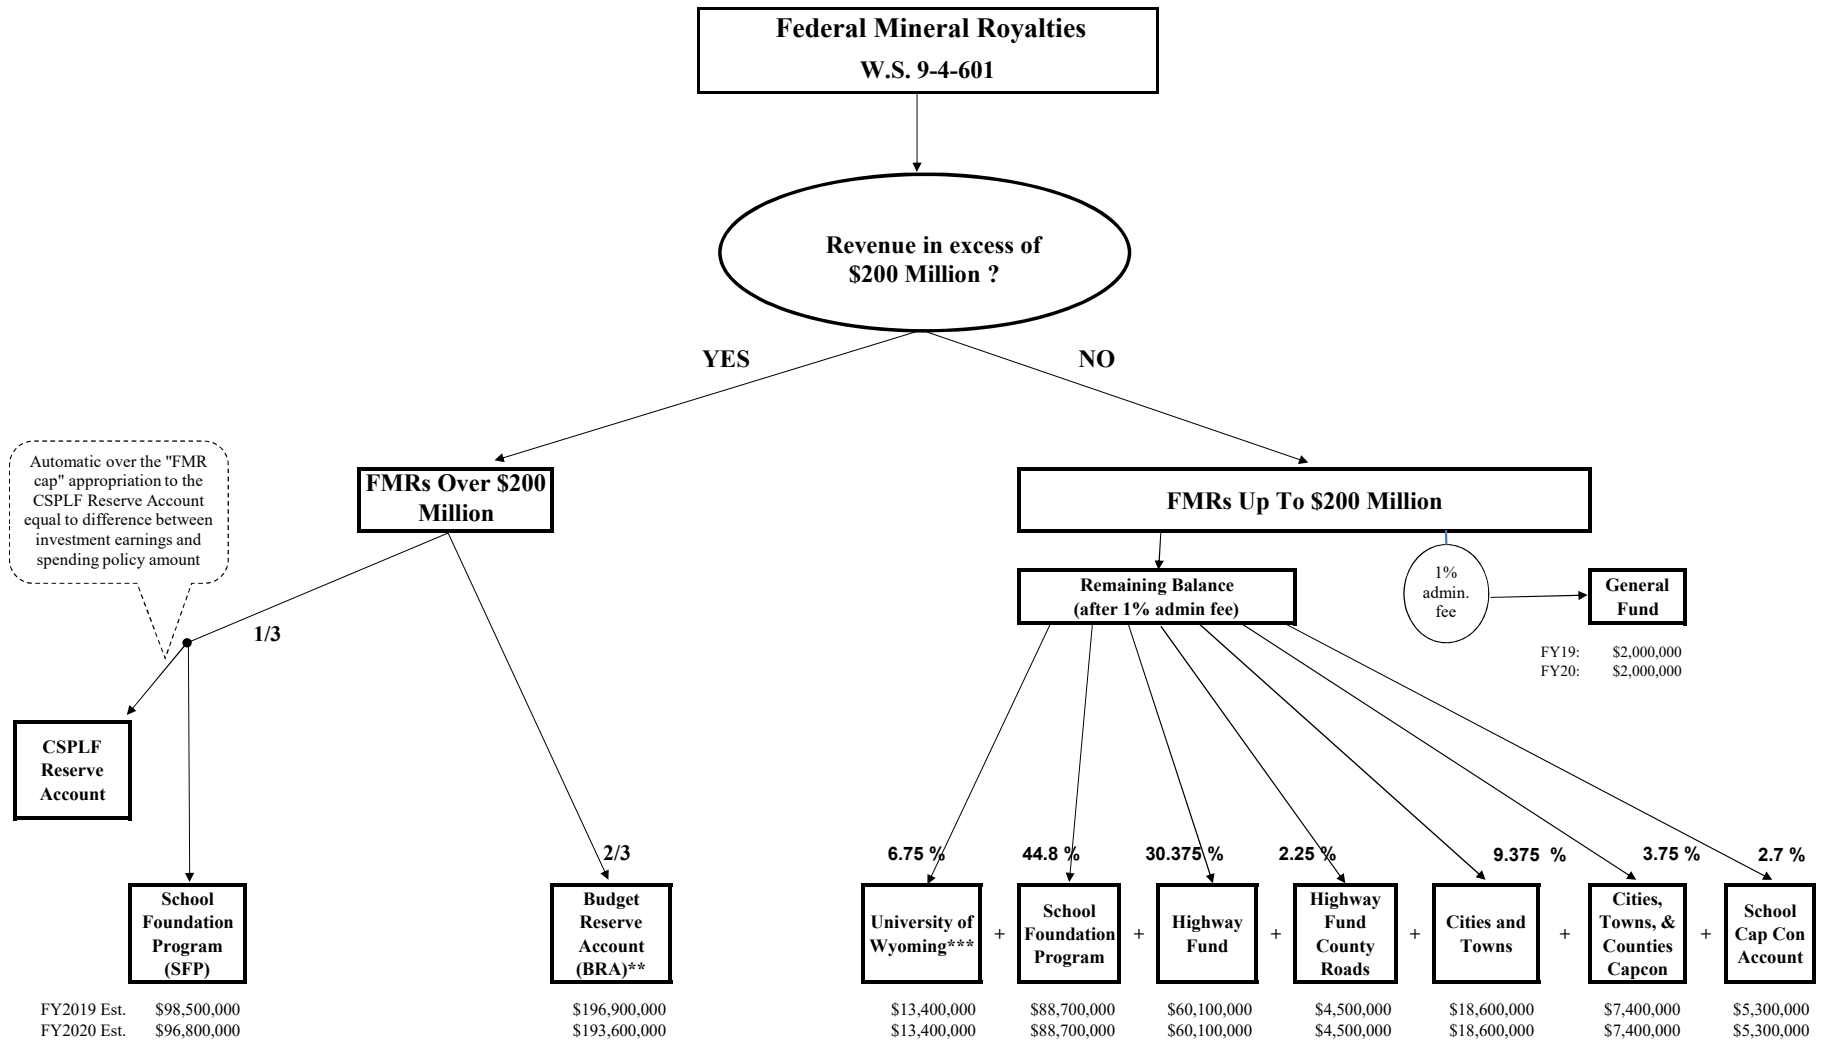 Federal Mineral Royalties
W.S. 9-4-601
Revenue in excess of
$200 Million ?
YES
NO
Automatic over the "FMR
cap" appropriation to the
CSPLF Reserve Account
equal to difference between
investment earnings and
spending policy amount
FMRs Over $200
Million
FMRs Up To $200 Million
Remaining Balance
(after 1% admin fee)
1%
admin.
fee
General
Fund
FY19: $2,000,000
FY20: $2,000,000
1/3
CSPLF
Reserve
Account
2/3
6.75 %
44.8 %
30.375 %
2.25 %
9.375 %
3.75 %
2.7 %
School
Foundation
Program
(SFP)
Budget
Reserve
Account
(BRA)**
University of
Wyoming***
+
School
Foundation
Program
+
Highway
Fund
+
Highway
Fund
County
Roads
+
Cities and
Towns
+
Cities,
Towns, &
Counties
Capcon
+
School
Cap Con
Account
FY2019 Est. $98,500,000 $196,900,000 $13,400,000 $88,700,000 $60,100,000 $4,500,000 $18,600,000 $7,400,000 $5,300,000
FY2020 Est. $96,800,000 $193,600,000 $13,400,000 $88,700,000 $60,100,000 $4,500,000 $18,600,000 $7,400,000 $5,300,000